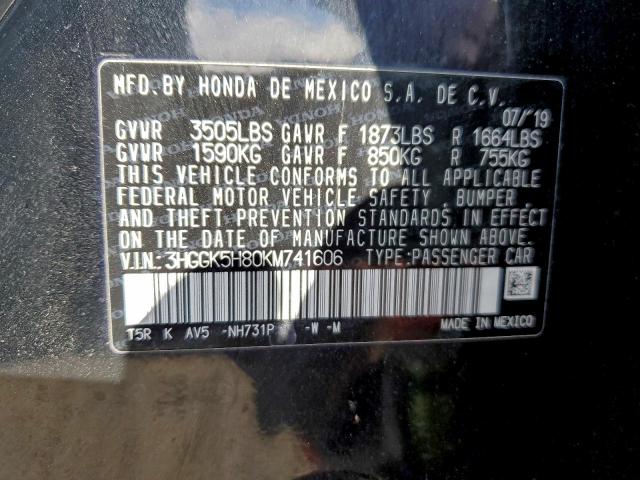 MFD.BY HONDA DE MEXICO S.A. DE C.V.
07/'19
GVWR 3505LBS GAWR F 1873LBS R 1664LBS
GVWR 1590KG GAWR F 850KG R 755KG
THIS VEHICLE CONFORMS TO ALL APPLICABLE
FEDERAL MOTOR VEHICLE SAFETY, BUMPER,
AND THEFT PREVENTION STANDARDS IN EFFECT
ON THE DATE OF MANUFACTURE SHOWN ABOVE.
V.I.N.:3HGGK5H80KM741606 TYPE:PASSENGER CAR
T5R K AV5 -NH731P -W -M
MADE IN MEXICO